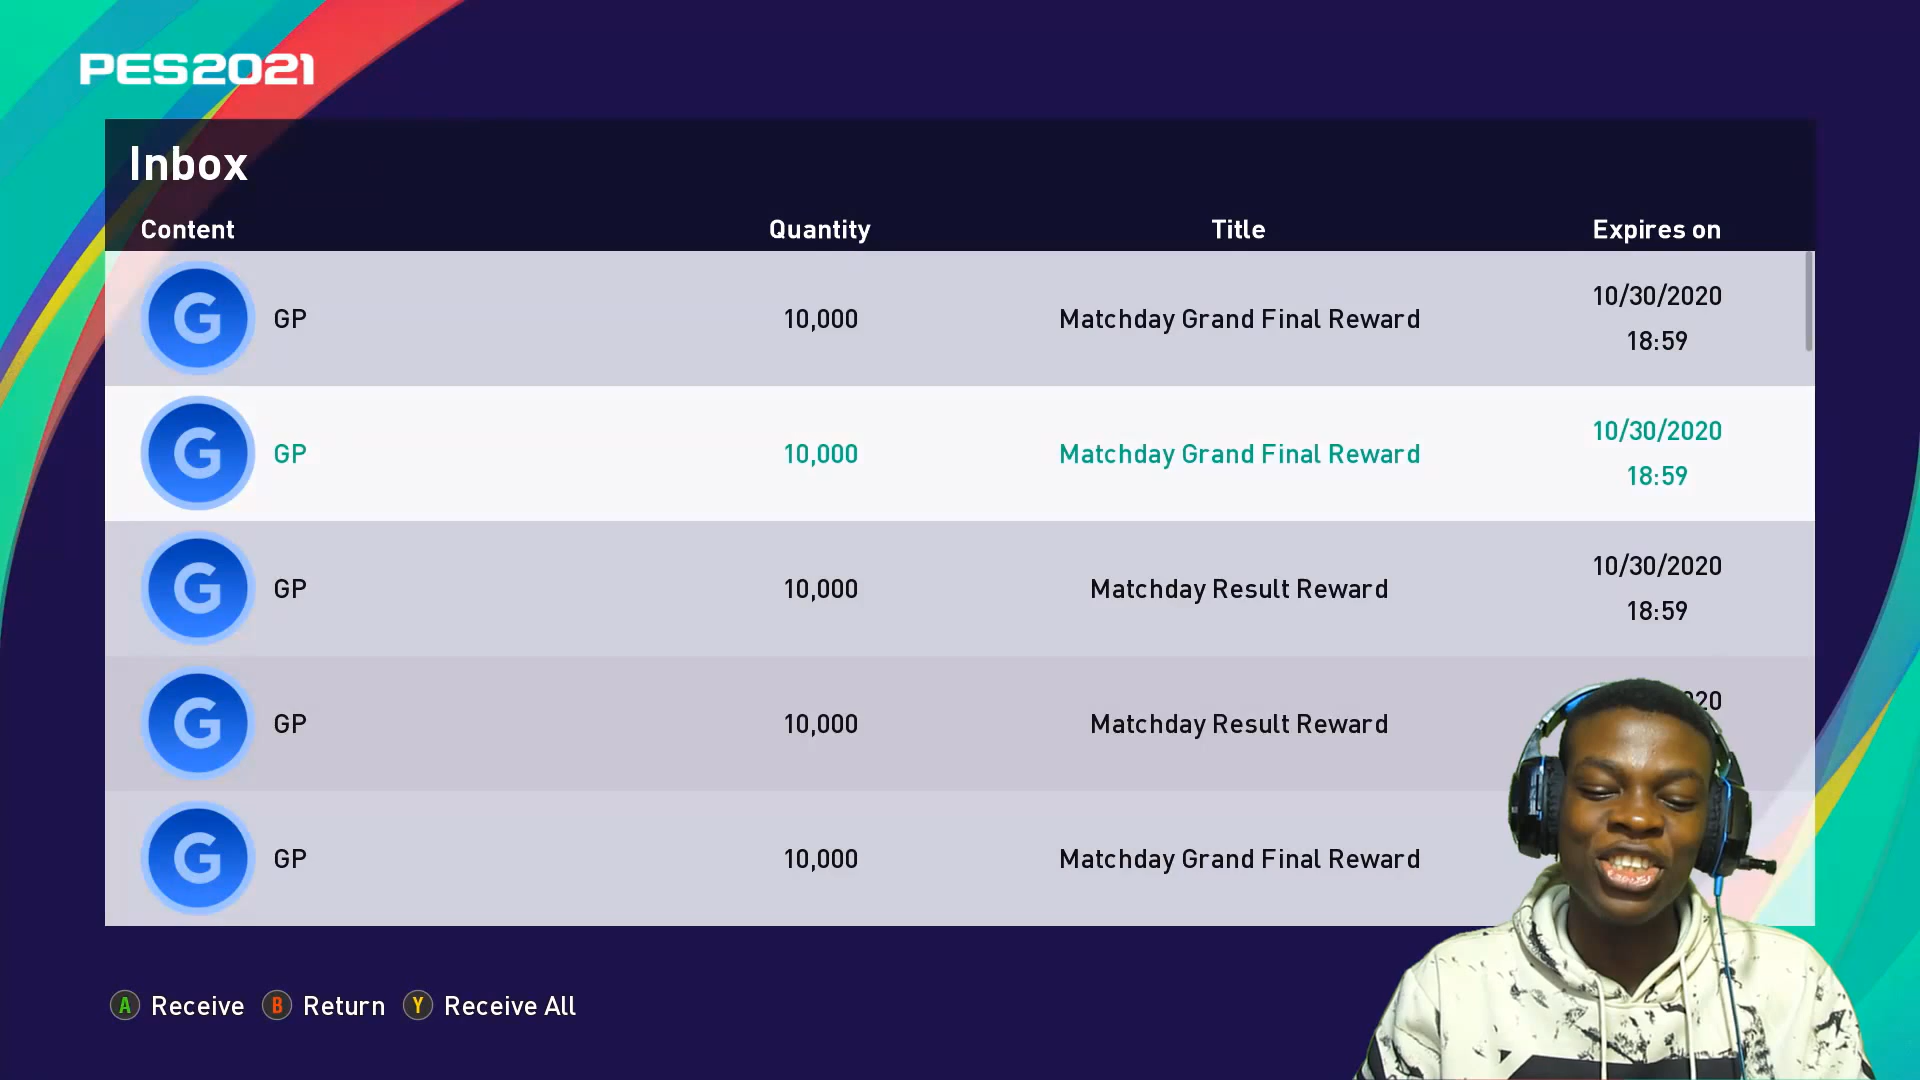 PES2021
Inbox
Content Quantity Title Expires on
GP 10,000 Matchday Grand Final Reward 10/30/2020
18:59
GP 10,000 Matchday Grand Final Reward 10/30/2020
18:59
GP 10,000 Matchday Result Reward 10/30/2020
18:59
GP 10,000 Matchday Result Reward
GP 10,000 Matchday Grand Final Reward
A Receive B Return Y Receive All